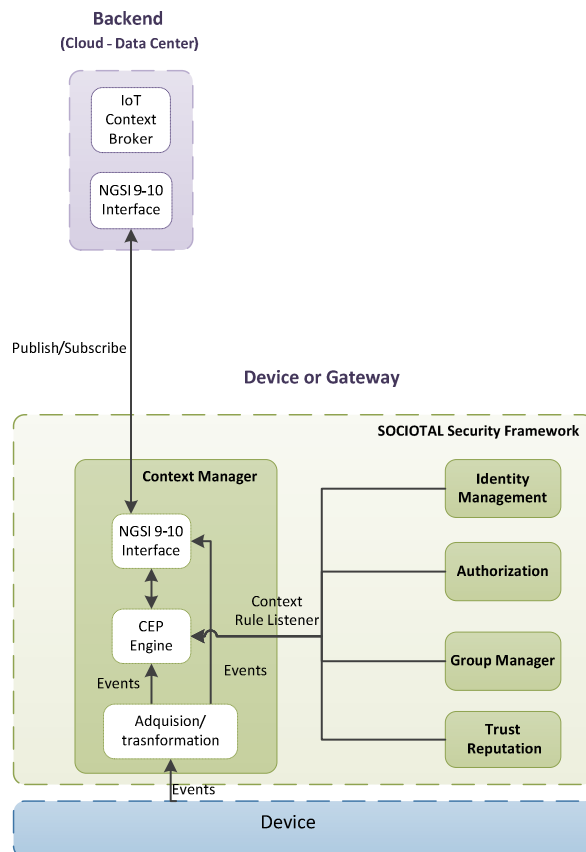 Backend
(Cloud - Data Center)
IoT
Context
Broker
NGSI 9-10
Interface
Publish/Subscribe
Device or Gateway
SOCIOTAL Security Framework
Context Manager
Identity
Management
NGSI 9-10
Interface
Authorization
Context
Rule Listener
CEP
Engine
Group Manager
Events
Events
Adquision/
trasnformation
Trust
Reputation
Events
Device